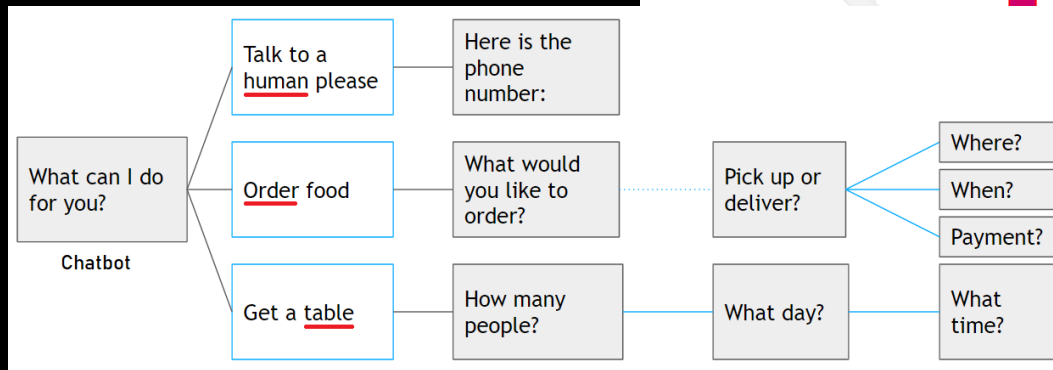 What can I do
for you?
Chatbot
Talk to a
human please
Here is the
phone
number:
Order food
What would
you like to
order?
Pick up or
deliver?
Where?
When?
Payment?
Get a table
How many
people?
What day?
What
time?